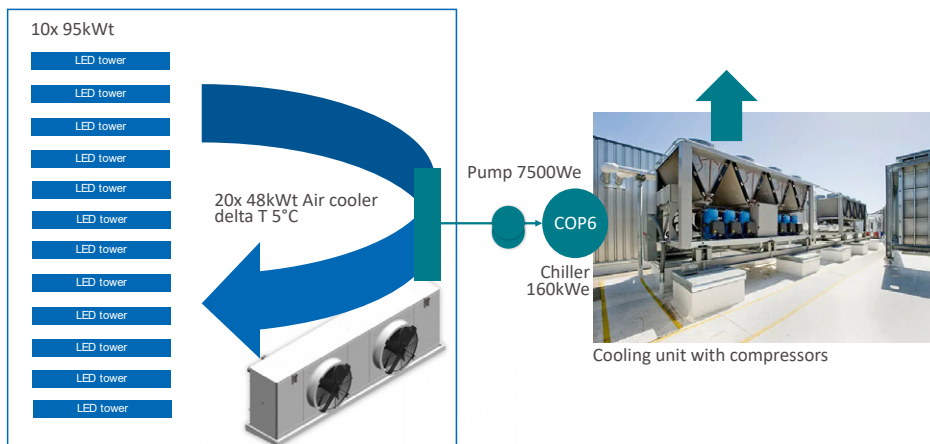 10x 95kWt
LED tower
LED tower
LED tower
LED tower
LED tower
LED tower
LED tower
LED tower
LED tower
LED tower
LED tower
LED tower
20x 48kWt Air cooler
delta T 5°C
Pump 7500We
COP6
Chiller
160kWe
Cooling unit with compressors